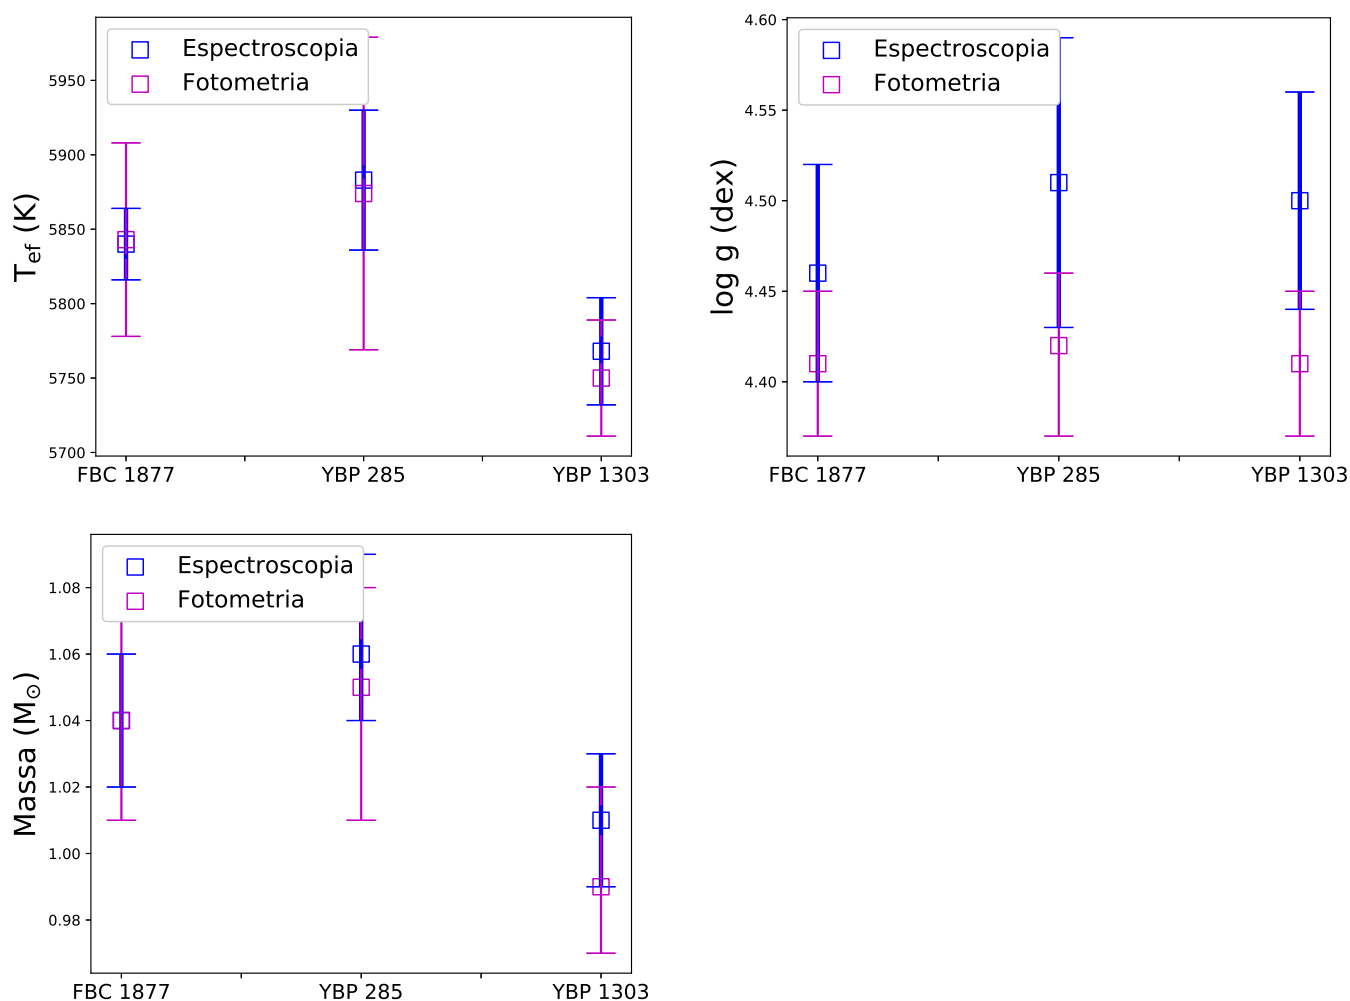 Espectroscopia
Fotometria
T_ef (K)
5950
5900
5850
5800
5750
5700
FBC 1877 YBP 285 YBP 1303
Espectroscopia
Fotometria
log g (dex)
4.60
4.55
4.50
4.45
4.40
FBC 1877 YBP 285 YBP 1303
Espectroscopia
Fotometria
Massa (M☉)
1.08
1.06
1.04
1.02
1.00
0.98
FBC 1877 YBP 285 YBP 1303